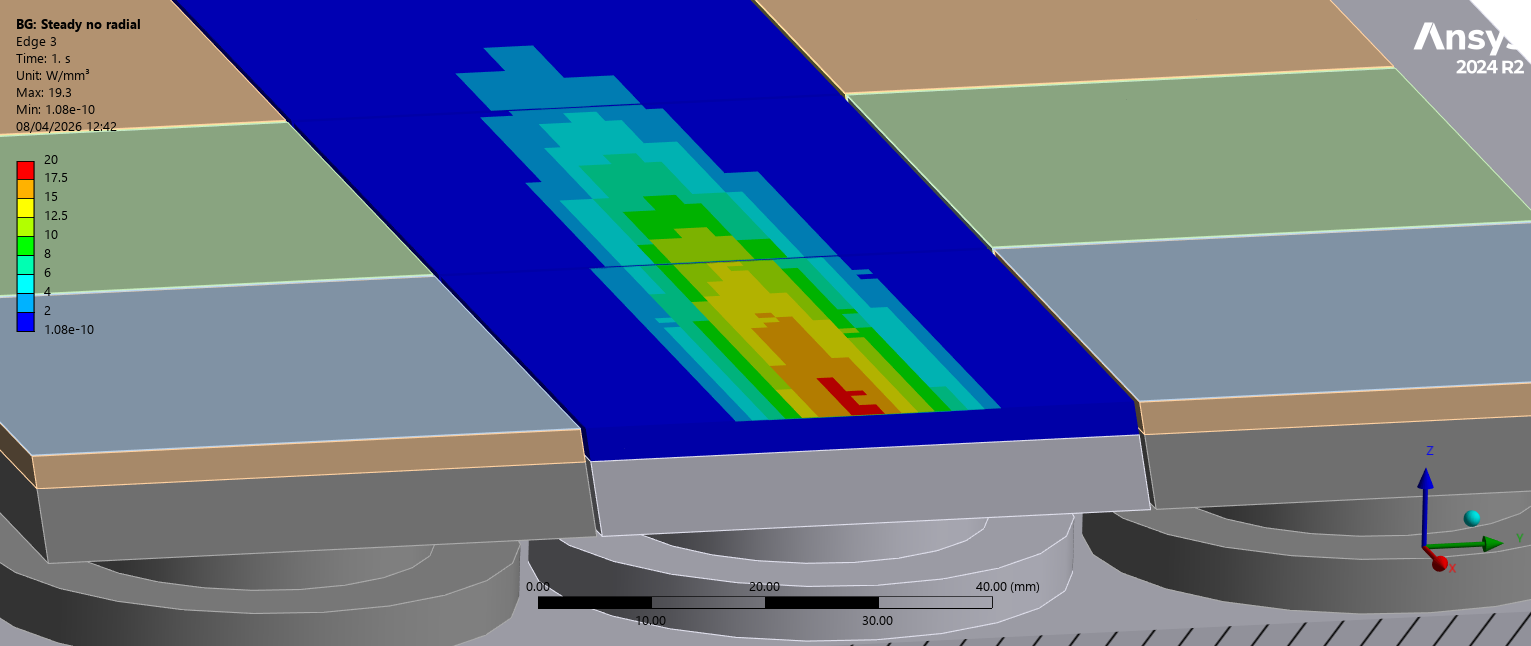 BG: Steady no radial
Edge 3
Time: 1. s
Unit: W/mm³
Max: 19.3
Min: 1.08e-10
08/04/2026 12:42
20
17.5
15
12.5
10
8
6
4
2
1.08e-10
Ansys
2024 R2
Z
Y
X
0.00 20.00 40.00 (mm)
10.00 30.00